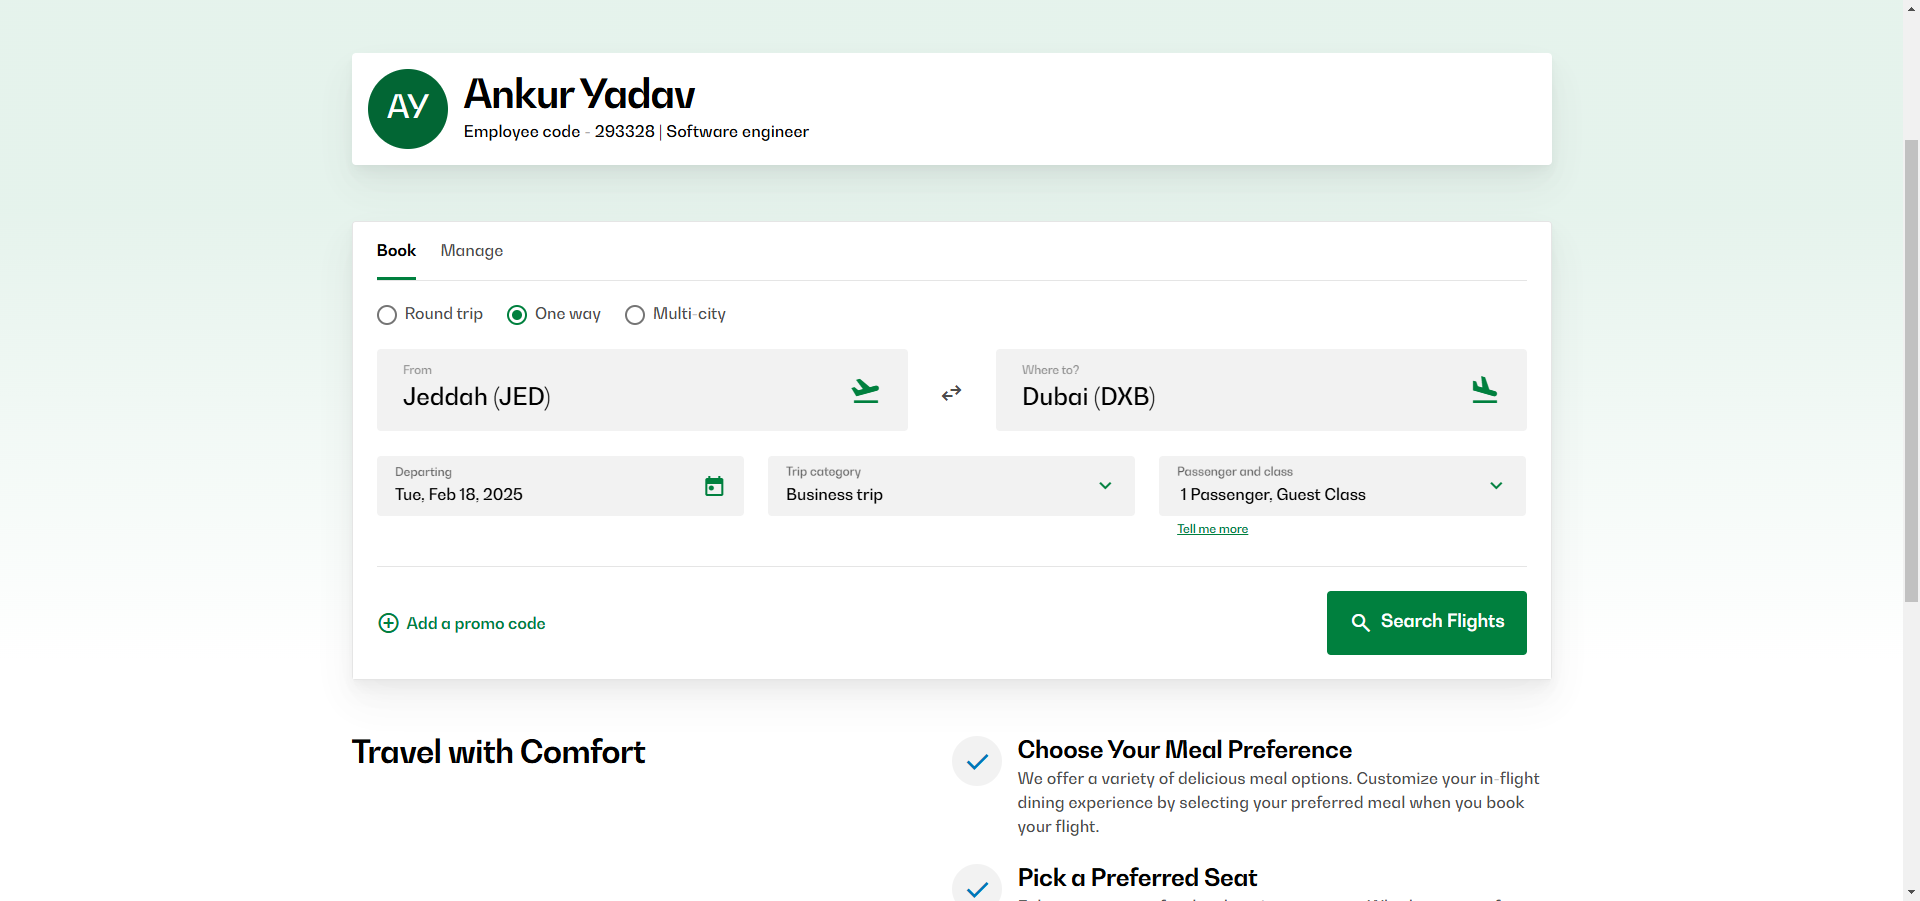 AY
Ankur Yadav
Employee code - 293328 | Software engineer
Book
Manage
Round trip
One way
Multi-city
From
Jeddah (JED)
Where to?
Dubai (DXB)
Departing
Tue, Feb 18, 2025
Trip category
Business trip
Passenger and class
1 Passenger, Guest Class
Tell me more
Add a promo code
Search Flights
Travel with Comfort
Choose Your Meal Preference
We offer a variety of delicious meal options. Customize your in-flight
dining experience by selecting your preferred meal when you book
your flight.
Pick a Preferred Seat